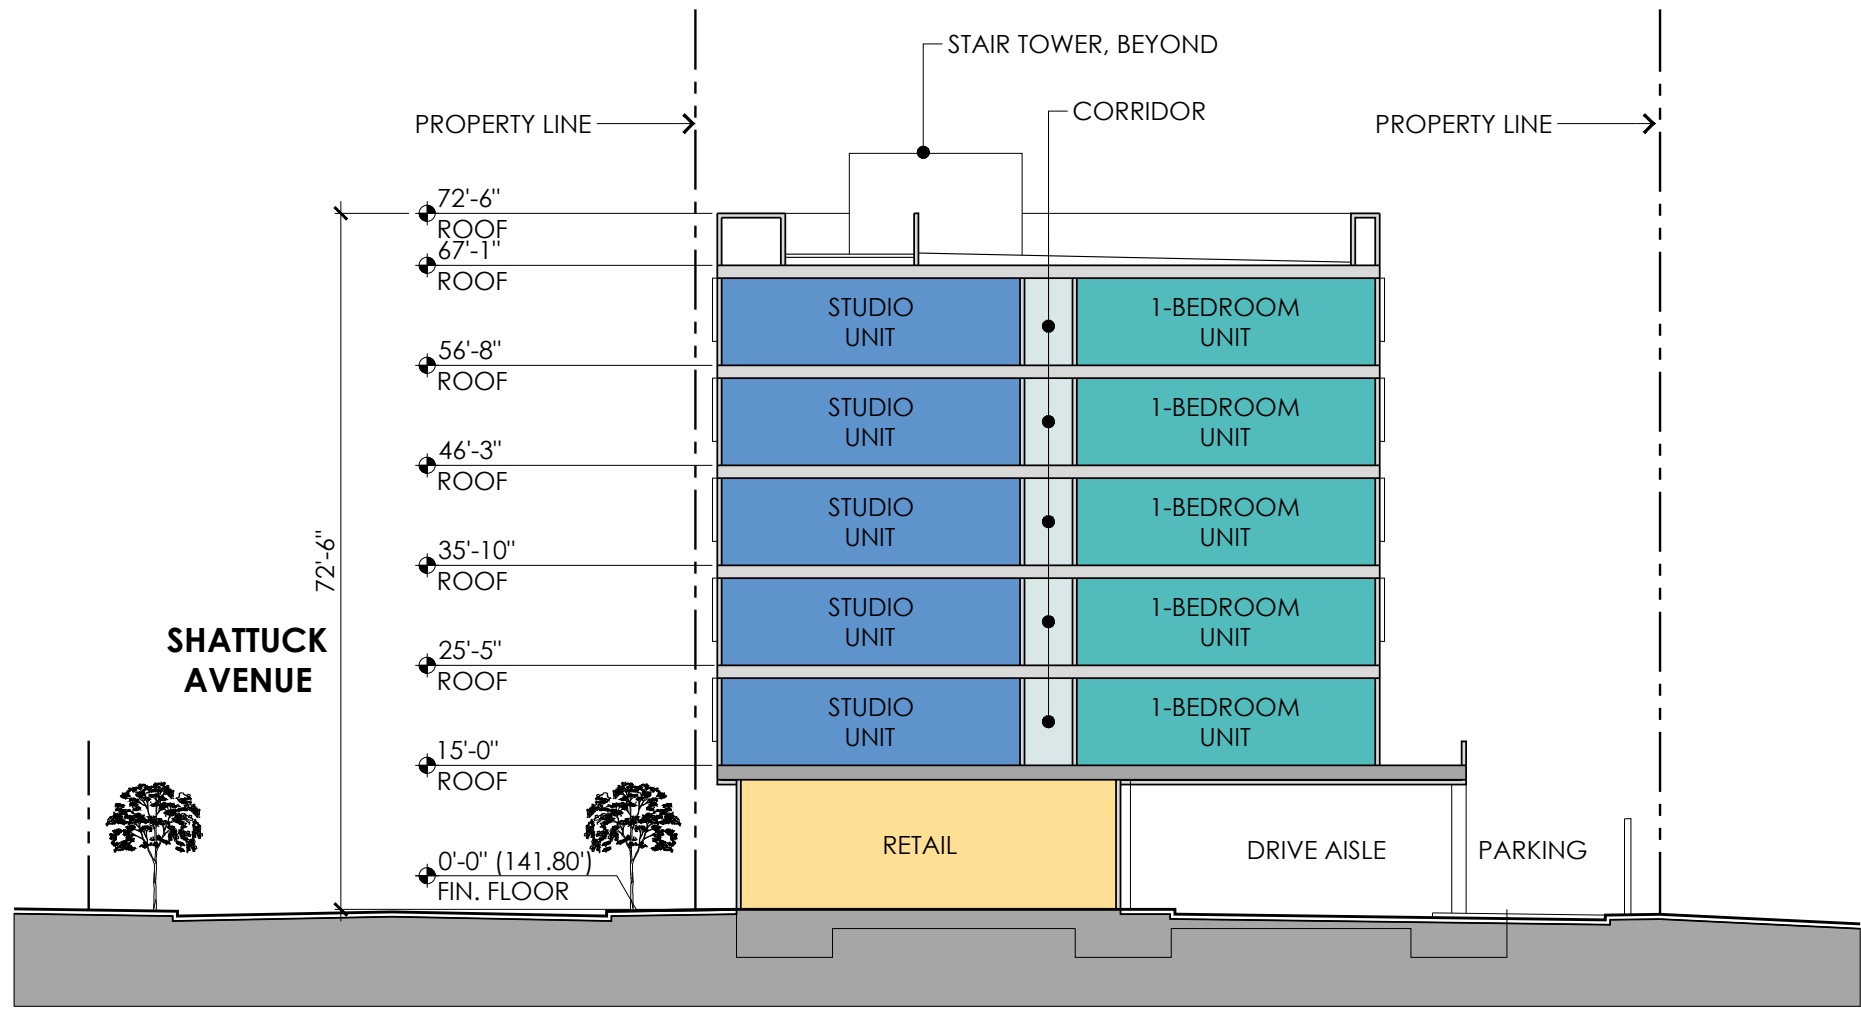 STAIR TOWER, BEYOND
CORRIDOR
PROPERTY LINE
PROPERTY LINE
72'-6"
ROOF
67'-1"
ROOF
STUDIO
UNIT
1-BEDROOM
UNIT
56'-8"
ROOF
STUDIO
UNIT
1-BEDROOM
UNIT
46'-3"
ROOF
STUDIO
UNIT
1-BEDROOM
UNIT
35'-10"
ROOF
72'-6"
STUDIO
UNIT
1-BEDROOM
UNIT
SHATTUCK
AVENUE
25'-5"
ROOF
STUDIO
UNIT
1-BEDROOM
UNIT
15'-0"
ROOF
RETAIL
DRIVE AISLE
PARKING
0'-0" (141.80')
FIN. FLOOR